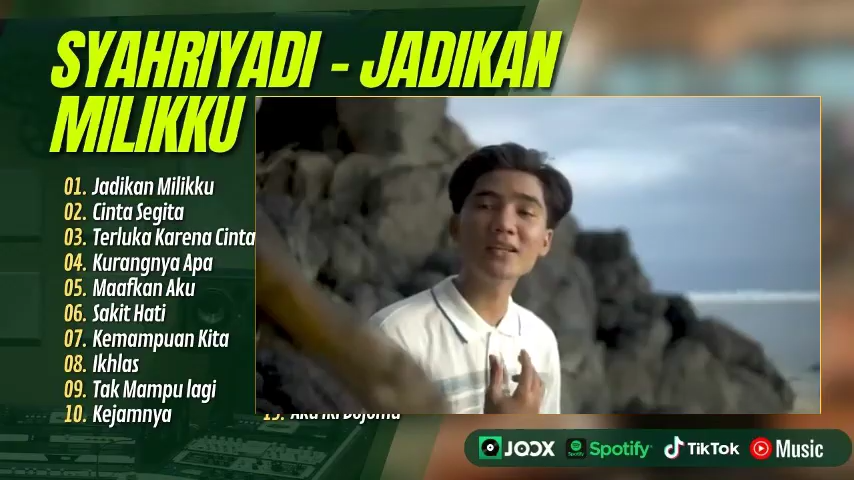 SYAHRIYADI - JADIKAN
MILIKKU
01. Jadikan Milikku
02. Cinta Segita
03. Terluka Karena Cinta
04. Kurangnya Apa
05. Maafkan Aku
06. Sakit Hati
07. Kemampuan Kita
08. Ikhlas
09. Tak Mampu lagi
10. Kejamnya
JOOX Spotify Spotify TikTok Music